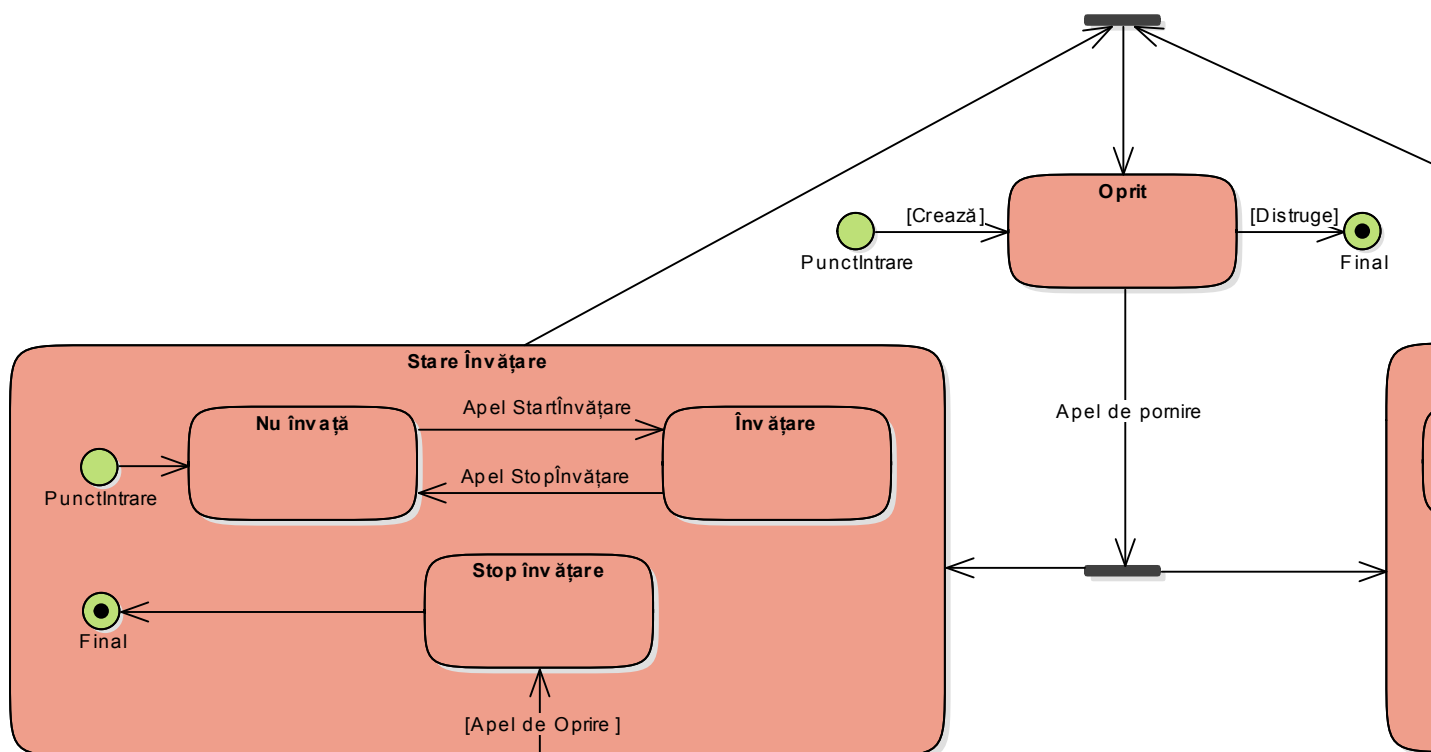 Oprit
[Crează]
[Distruge]
PunctIntrare
Final
Stare Învățare
Apel StartÎnvățare
Nu învață
Învățare
Apel de pornire
Apel StopÎnvățare
PunctIntrare
Stop învățare
Final
[Apel de Oprire ]